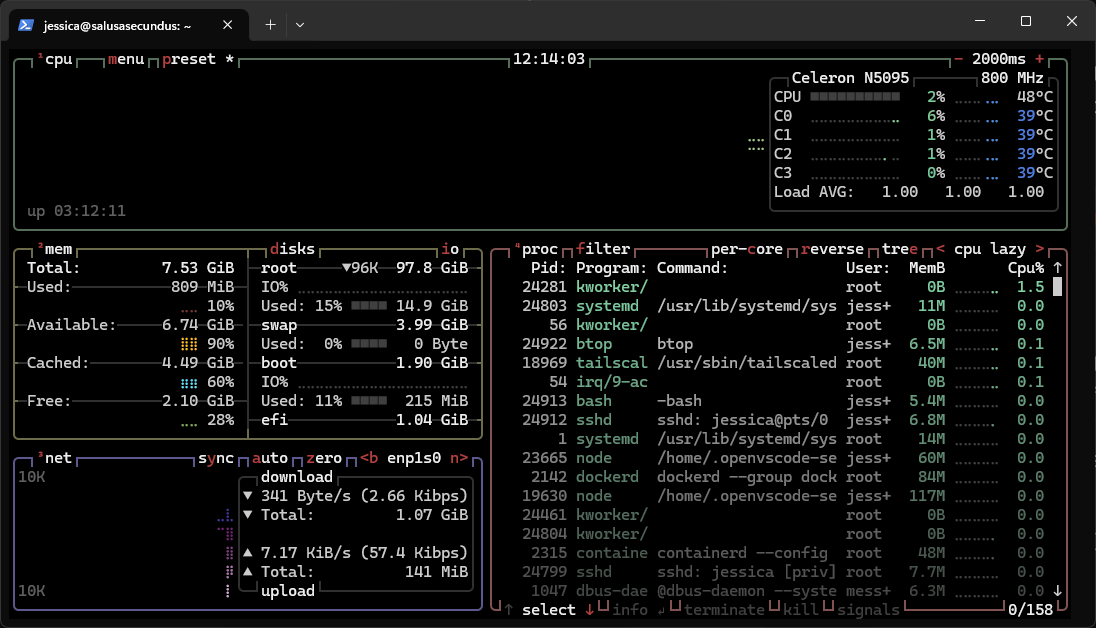 jessica@salusasecundus: ~
¹cpu menu preset * 12:14:03 - 2000ms +
Celeron N5095 800 MHz
CPU 2% 48°C
C0 6% 39°C
C1 1% 39°C
C2 1% 39°C
C3 0% 39°C
Load AVG: 1.00 1.00 1.00
up 03:12:11
²mem disks io
Total: 7.53 GiB
Used: 809 MiB
10%
Available: 6.74 GiB
90%
Cached: 4.49 GiB
60%
Free: 2.10 GiB
28%
root ▼96K 97.8 GiB
IO%
Used: 15% 14.9 GiB
swap 3.99 GiB
Used: 0% 0 Byte
boot 1.90 GiB
IO%
Used: 11% 215 MiB
efi 1.04 GiB
³net sync auto zero <b enp1s0 n>
10K
download
▼ 341 Byte/s (2.66 Kibps)
▼ Total: 1.07 GiB
▲ 7.17 KiB/s (57.4 Kibps)
▲ Total: 141 MiB
upload
10K
⁴proc filter per-core reverse tree < cpu lazy >
Pid: Program: Command: User: MemB Cpu% ↑
24281 kworker/ root 0B 1.5
24803 systemd /usr/lib/systemd/sys jess+ 11M 0.0
56 kworker/ root 0B 0.0
24922 btop btop jess+ 6.5M 0.1
18969 tailscal /usr/sbin/tailscaled root 40M 0.1
54 irq/9-ac root 0B 0.1
24913 bash -bash jess+ 5.4M 0.0
24912 sshd sshd: jessica@pts/0 jess+ 6.8M 0.0
1 systemd /usr/lib/systemd/sys root 14M 0.0
23665 node /home/.openvscode-se jess+ 60M 0.0
2142 dockerd dockerd --group dock root 84M 0.0
19630 node /home/.openvscode-se jess+ 117M 0.0
24461 kworker/ root 0B 0.0
24804 kworker/ root 0B 0.0
2315 containe containerd --config root 48M 0.0
24799 sshd sshd: jessica [priv] root 7.7M 0.0
1047 dbus-dae @dbus-daemon --syste mess+ 6.3M 0.0 ↓
↑ select ↓ info ↲ terminate kill signals 0/158